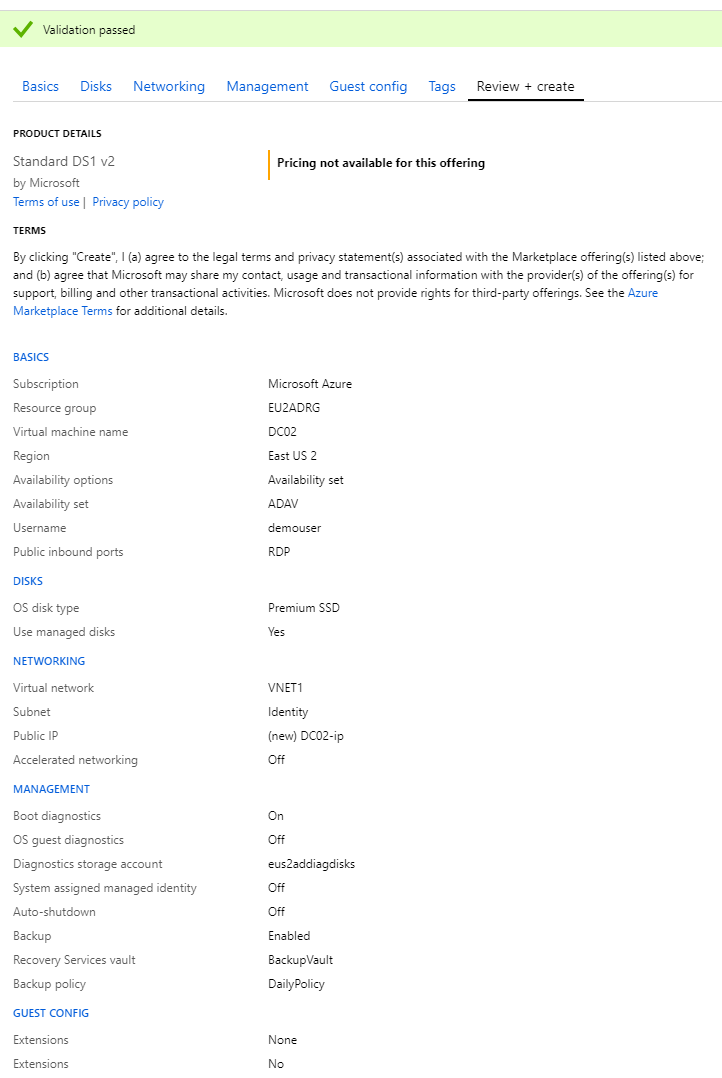 Validation passed
Basics Disks Networking Management Guest config Tags Review + create
PRODUCT DETAILS
Standard DS1 v2
by Microsoft
Terms of use | Privacy policy
Pricing not available for this offering
TERMS
By clicking "Create", I (a) agree to the legal terms and privacy statement(s) associated with the Marketplace offering(s) listed above;
and (b) agree that Microsoft may share my contact, usage and transactional information with the provider(s) of the offering(s) for
support, billing and other transactional activities. Microsoft does not provide rights for third-party offerings. See the Azure
Marketplace Terms for additional details.
BASICS
Subscription Microsoft Azure
Resource group EU2ADRG
Virtual machine name DC02
Region East US 2
Availability options Availability set
Availability set ADAV
Username demouser
Public inbound ports RDP
DISKS
OS disk type Premium SSD
Use managed disks Yes
NETWORKING
Virtual network VNET1
Subnet Identity
Public IP (new) DC02-ip
Accelerated networking Off
MANAGEMENT
Boot diagnostics On
OS guest diagnostics Off
Diagnostics storage account eus2addiagdisks
System assigned managed identity Off
Auto-shutdown Off
Backup Enabled
Recovery Services vault BackupVault
Backup policy DailyPolicy
GUEST CONFIG
Extensions None
Extensions No